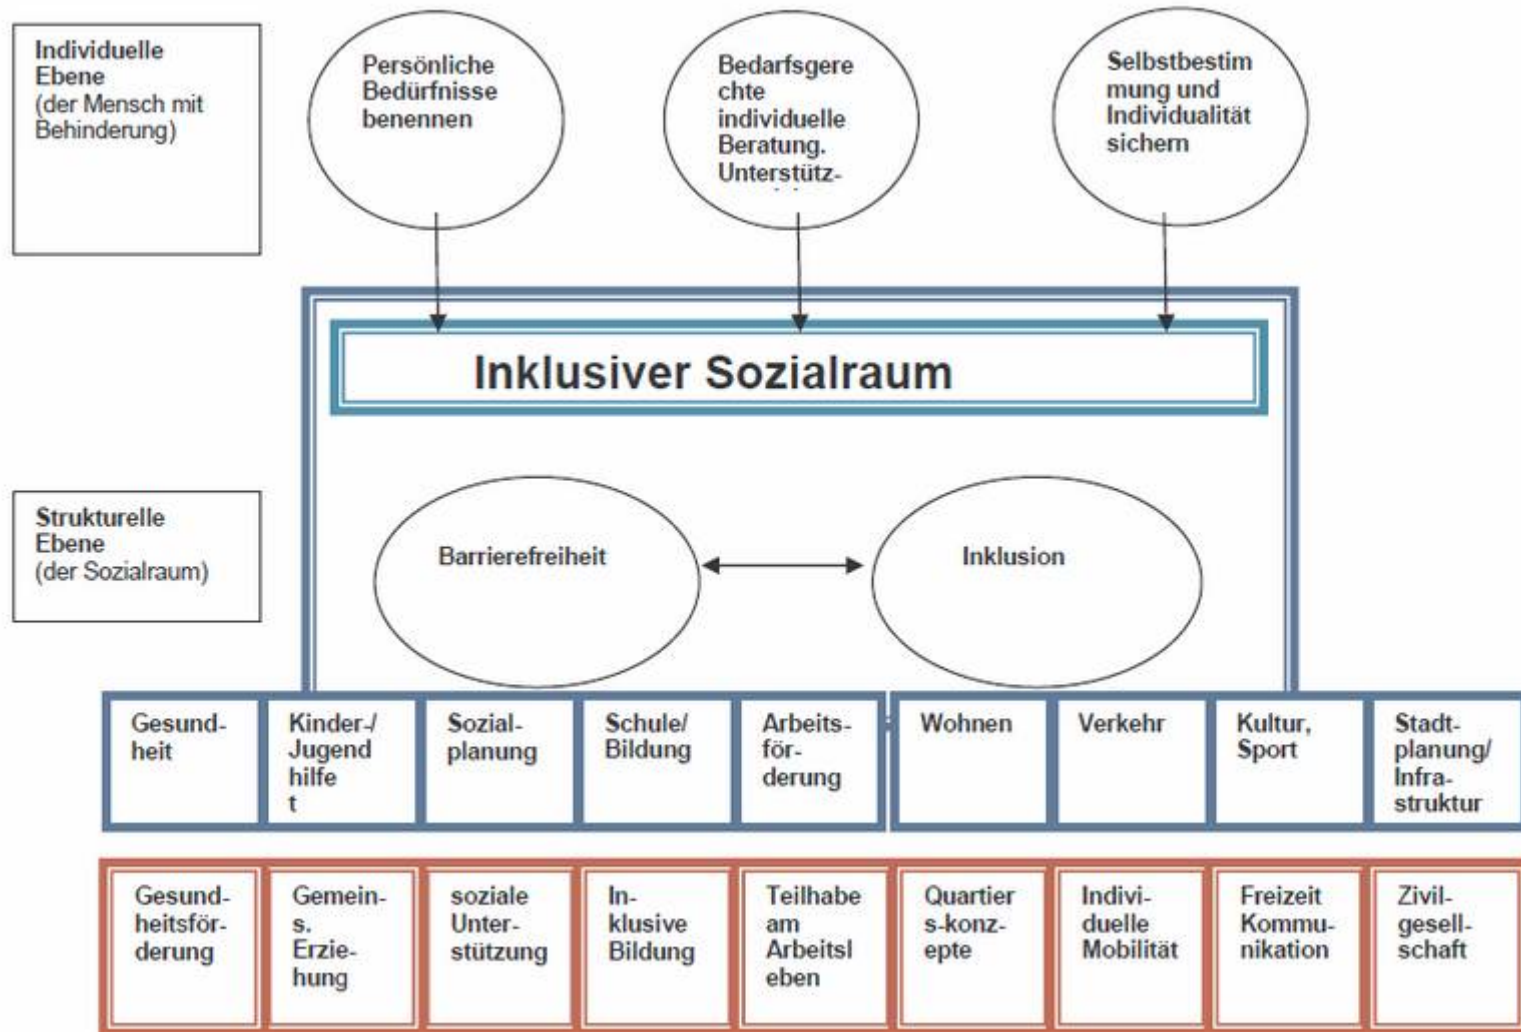 Individuelle
Ebene
(der Mensch mit
Behinderung)
Persönliche
Bedürfnisse
benennen
Bedarfsgere
chte
individuelle
Beratung.
Unterstütz-
Selbstbestim
mung und
Individualität
sichern
Inklusiver Sozialraum
Strukturelle
Ebene
(der Sozialraum)
Barrierefreiheit
Inklusion
Gesund-
heit
Kinder-/
Jugend
hilfe
t
Sozial-
planung
Schule/
Bildung
Arbeits-
för-
derung
Wohnen
Verkehr
Kultur,
Sport
Stadt-
planung/
Infra-
struktur
Gesund-
heitsför-
derung
Gemein-
s.
Erzie-
hung
soziale
Unter-
stützung
In-
klusive
Bildung
Teilhabe
am
Arbeitsl
eben
Quartier
s-konz-
epte
Indivi-
duelle
Mobilität
Freizeit
Kommu-
nikation
Zivil-
gesell-
schaft